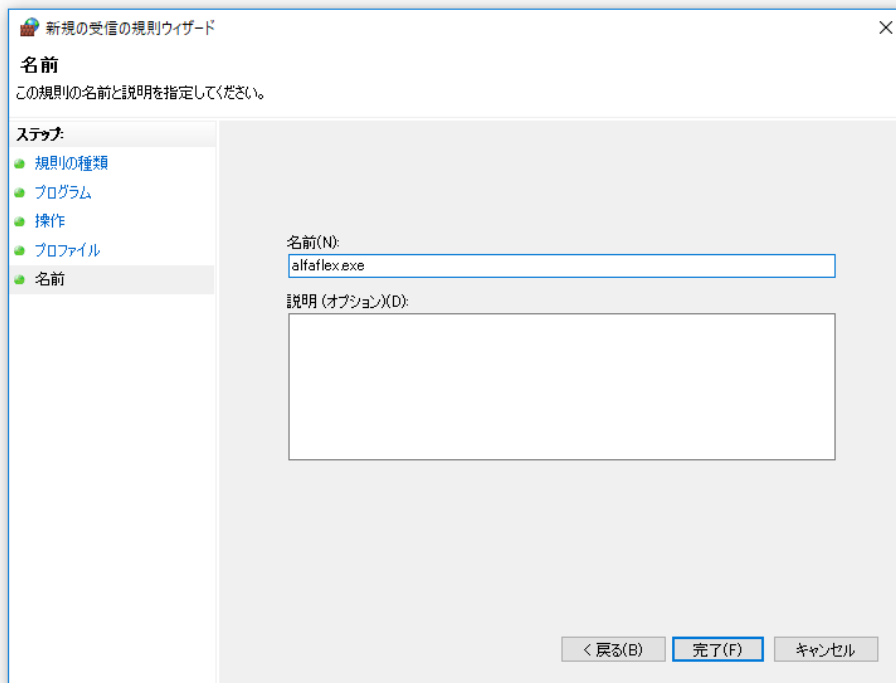 新規の受信の規則ウィザード
名前
この規則の名前と説明を指定してください。
ステップ:
規則の種類
プログラム
操作
プロファイル
名前
名前(N):
alfaflex.exe
説明 (オプション)(D):
< 戻る(B)
完了(F)
キャンセル